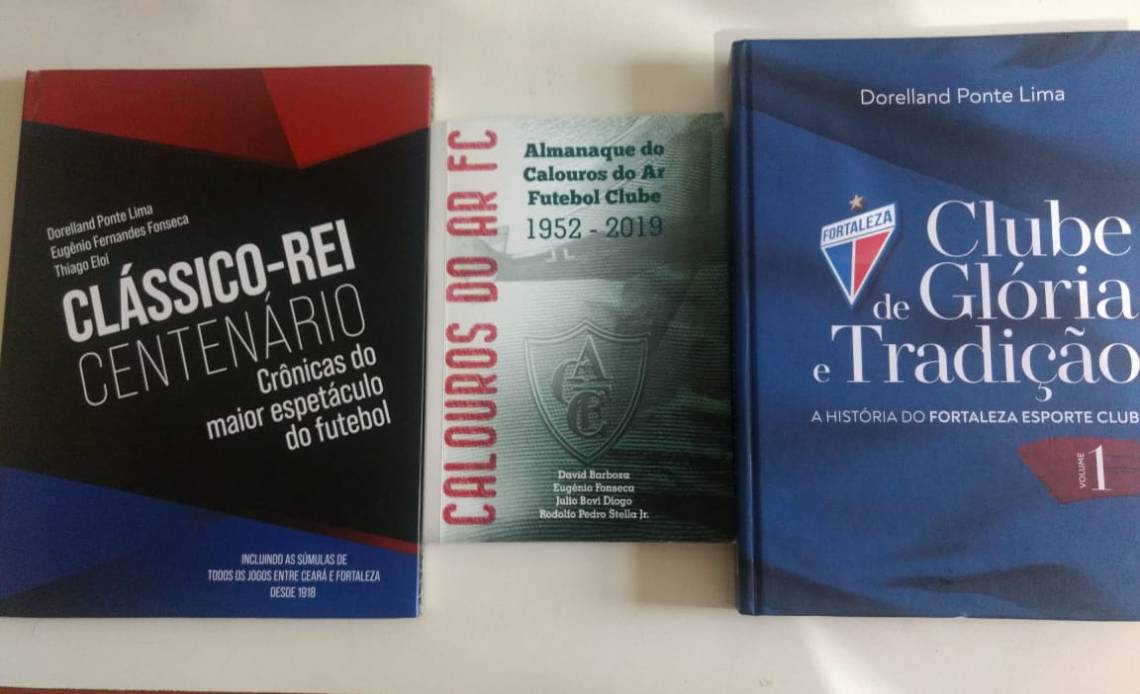 Dorelland Ponte Lima
Eugênio Fernandes Fonseca
Thiago Eloi
CLÁSSICO-REI
CENTENÁRIO
Crônicas do
maior espetáculo
do futebol
INCLUINDO AS SÚMULAS DE
TODOS OS JOGOS ENTRE CEARÁ E FORTALEZA
DESDE 1918
CALOUROS DO AR FC
Almanaque do
Calouros do Ar
Futebol Clube
1952 - 2019
David Barboza
Eugênio Fonseca
Julio Bovi Diogo
Rodolfo Pedro Stella Jr.
Dorelland Ponte Lima
FORTALEZA
Clube
de Glória
e Tradição
A HISTÓRIA DO FORTALEZA ESPORTE CLUB
VOLUME 1